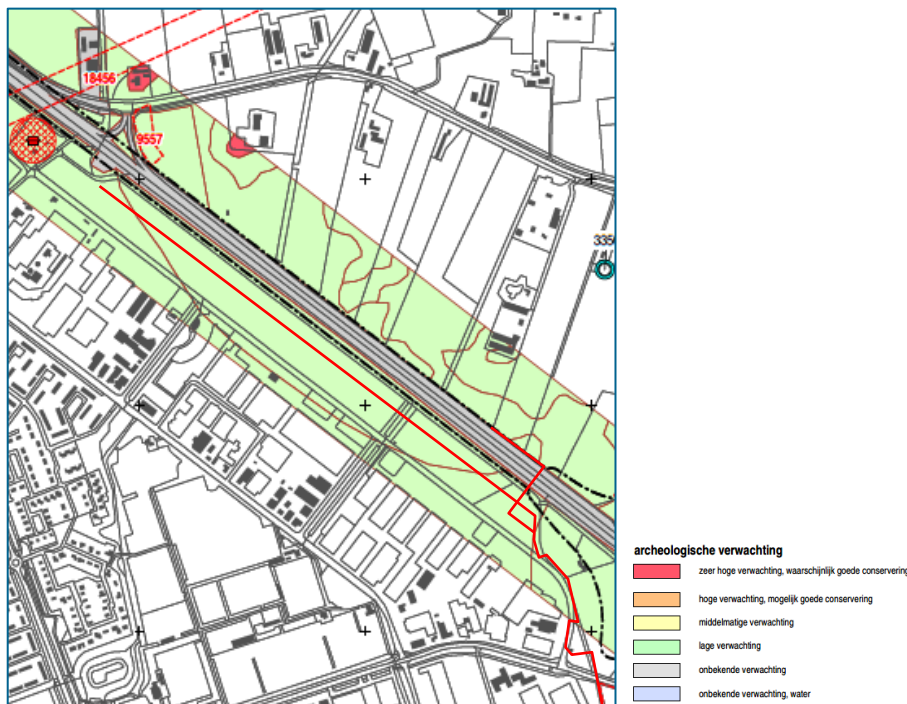 18456
9557
335
archeologische verwachting
zeer hoge verwachting, waarschijnlijk goede conservering
hoge verwachting, mogelijk goede conservering
middelmatige verwachting
lage verwachting
onbekende verwachting
onbekende verwachting, water